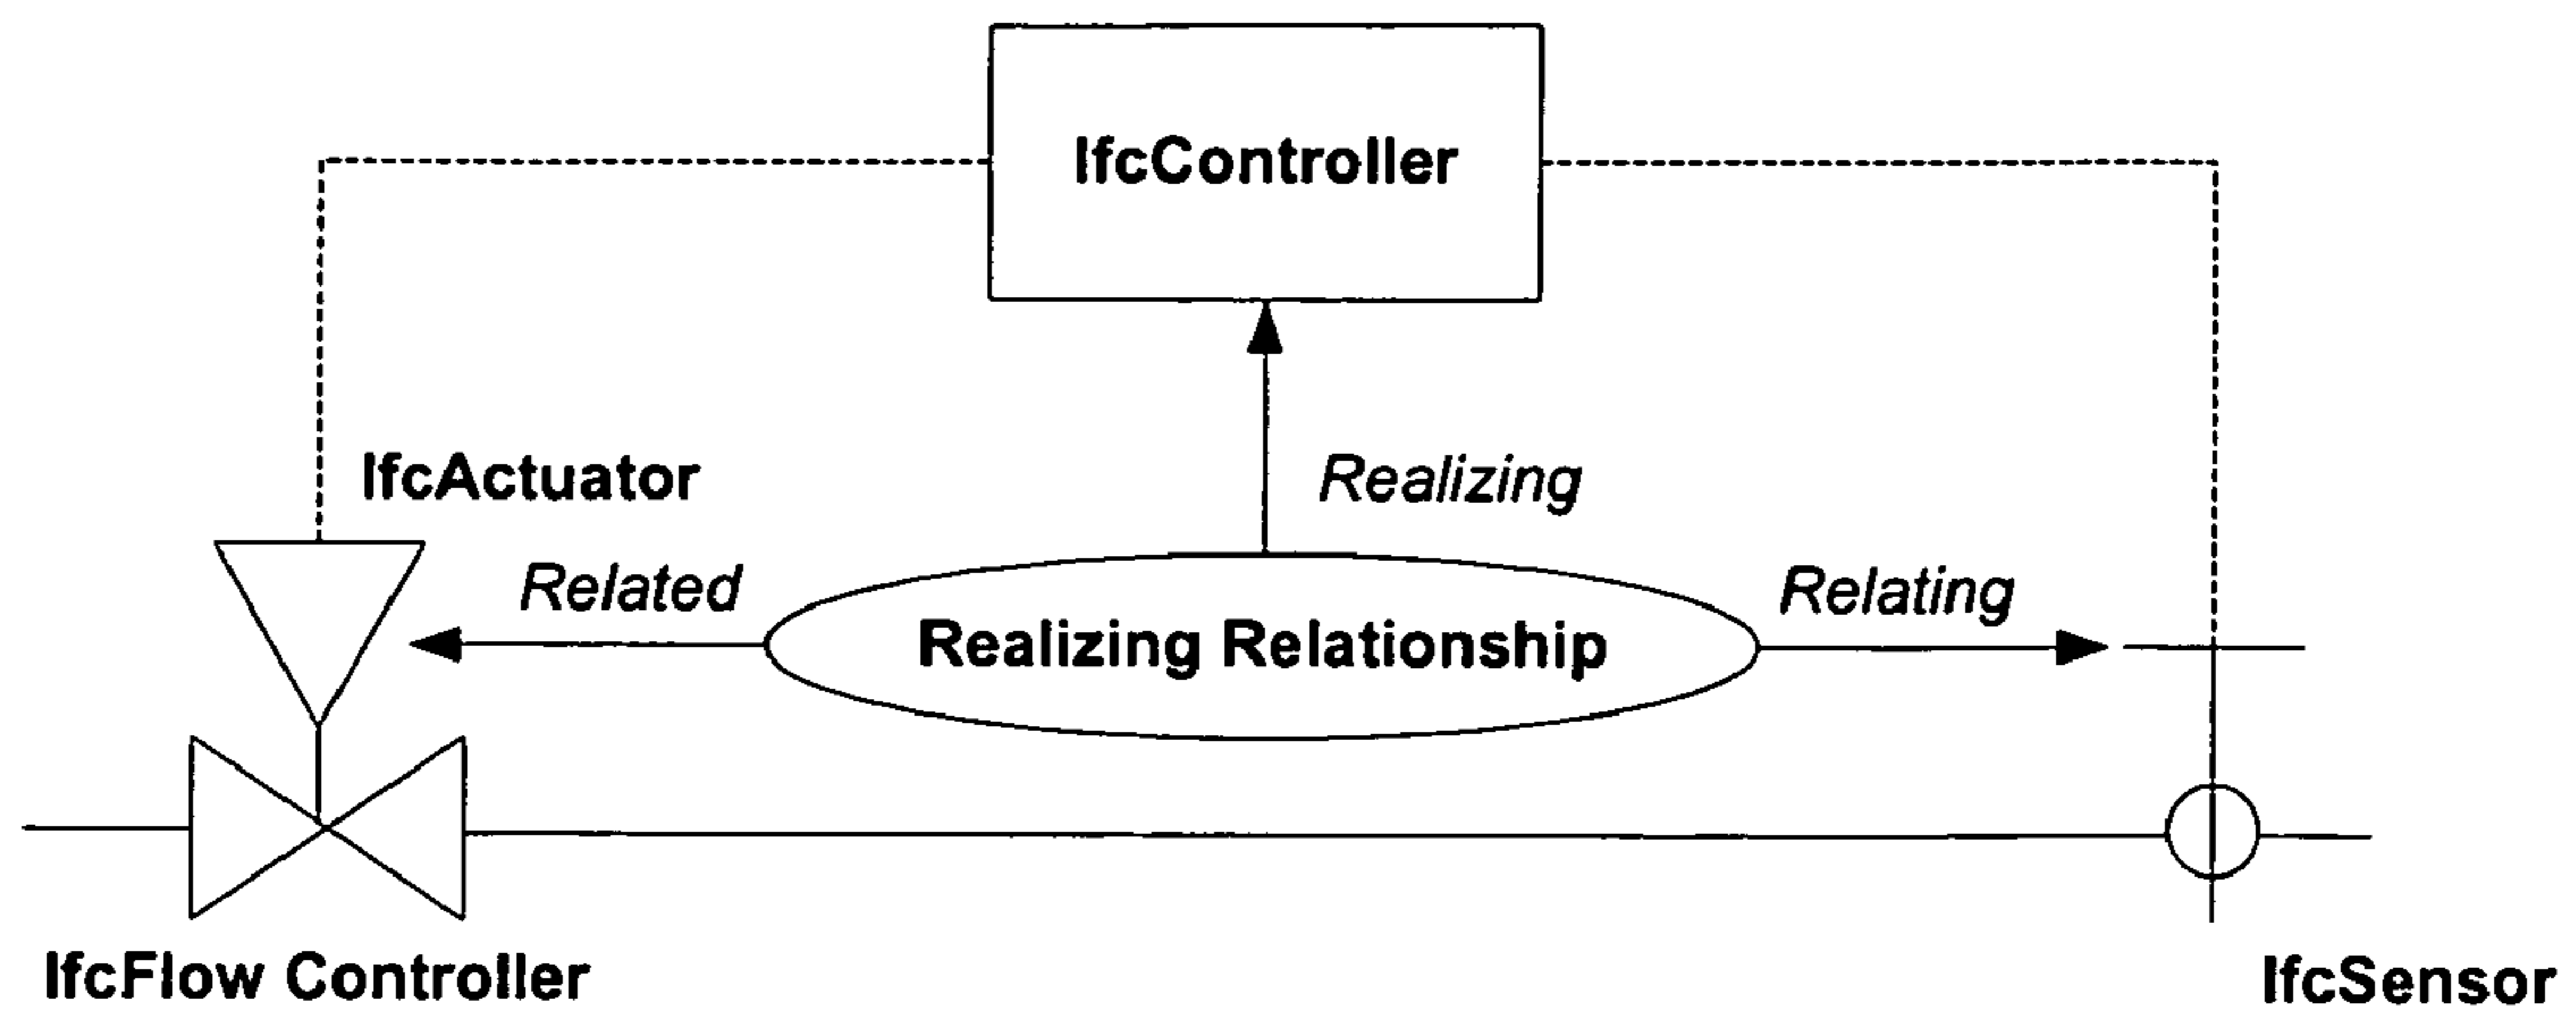 IfcController
IfcActuator
Realizing
Related
Relating
Realizing Relationship
IfcFlow Controller
IfcSensor